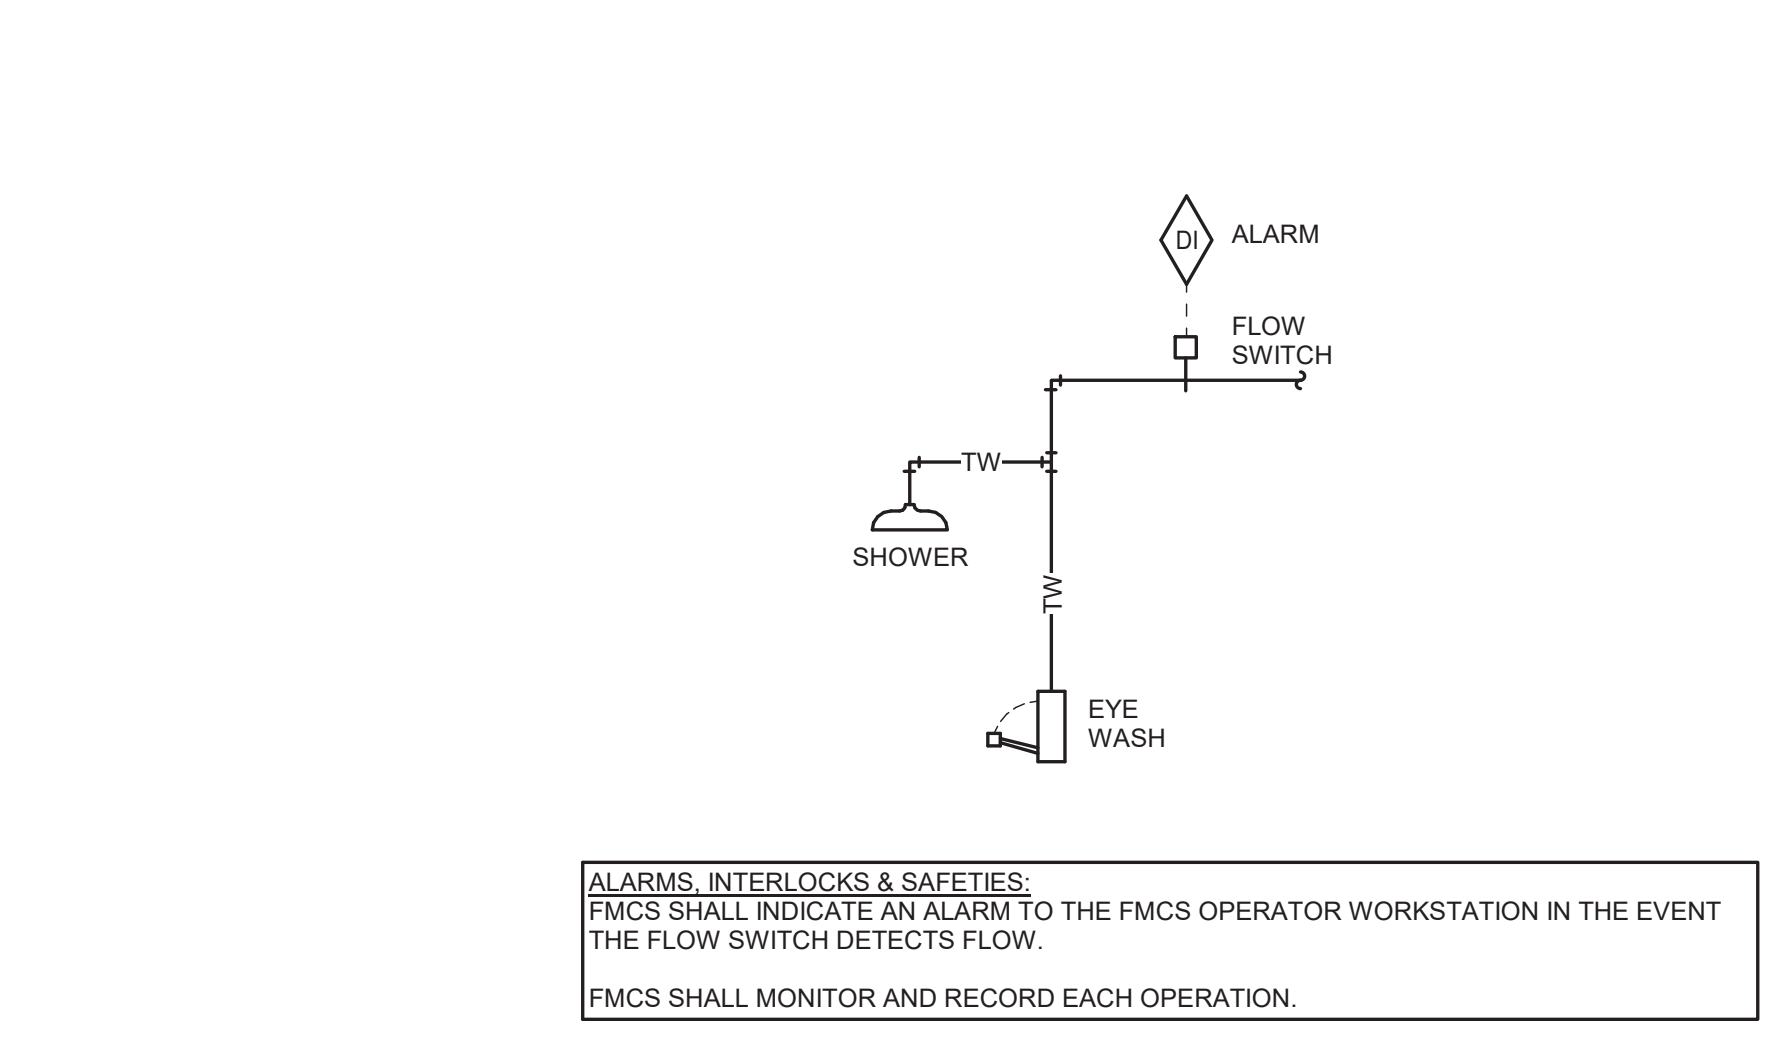 DI
ALARM
FLOW
SWITCH
TW
SHOWER
TW
EYE
WASH
ALARMS, INTERLOCKS & SAFETIES:
FMCS SHALL INDICATE AN ALARM TO THE FMCS OPERATOR WORKSTATION IN THE EVENT
THE FLOW SWITCH DETECTS FLOW.
FMCS SHALL MONITOR AND RECORD EACH OPERATION.